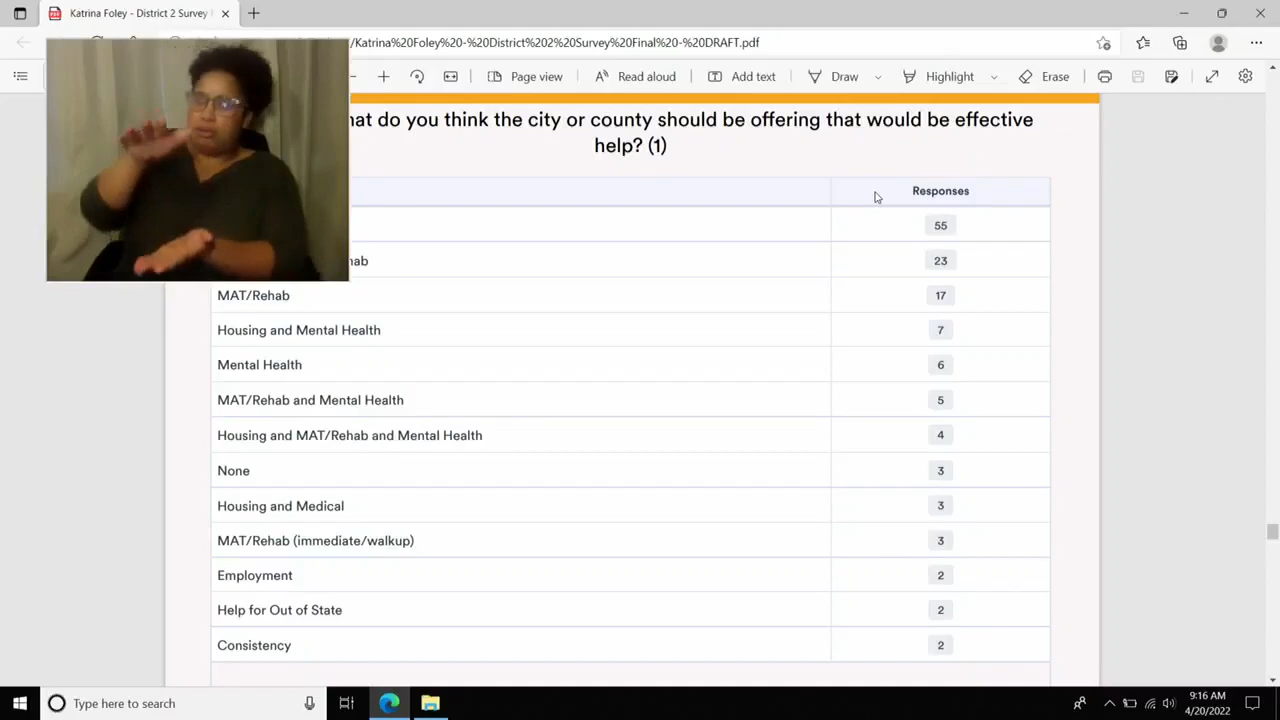 Katrina Foley - District 2 Survey
/Katrina%20Foley%20-%20District%202%20Survey%20Final%20-%20DRAFT.pdf
Page view
Read aloud
Add text
Draw
Highlight
Erase
do you think the city or county should be offering that would be effective
help? (1)
Responses
55
23
MAT/Rehab 17
Housing and Mental Health 7
Mental Health 6
MAT/Rehab and Mental Health 5
Housing and MAT/Rehab and Mental Health 4
None 3
Housing and Medical 3
MAT/Rehab (immediate/walkup) 3
Employment 2
Help for Out of State 2
Consistency 2
Type here to search
9:16 AM
4/20/2022